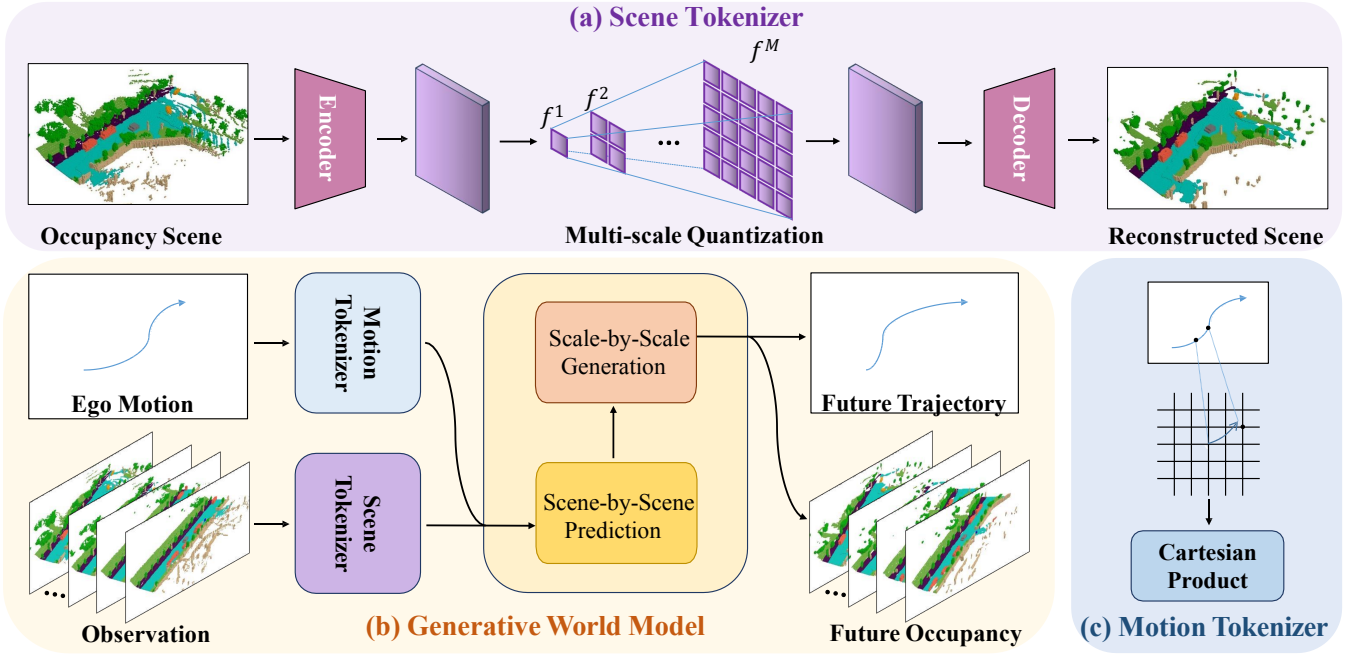 (a) Scene Tokenizer
f^1
f^2
...
f^M
Encoder
Decoder
Occupancy Scene
Multi-scale Quantization
Reconstructed Scene
Ego Motion
Motion
Tokenizer
Scale-by-Scale
Generation
Future Trajectory
...
Observation
Scene
Tokenizer
Scene-by-Scene
Prediction
...
Future Occupancy
(b) Generative World Model
Cartesian
Product
(c) Motion Tokenizer